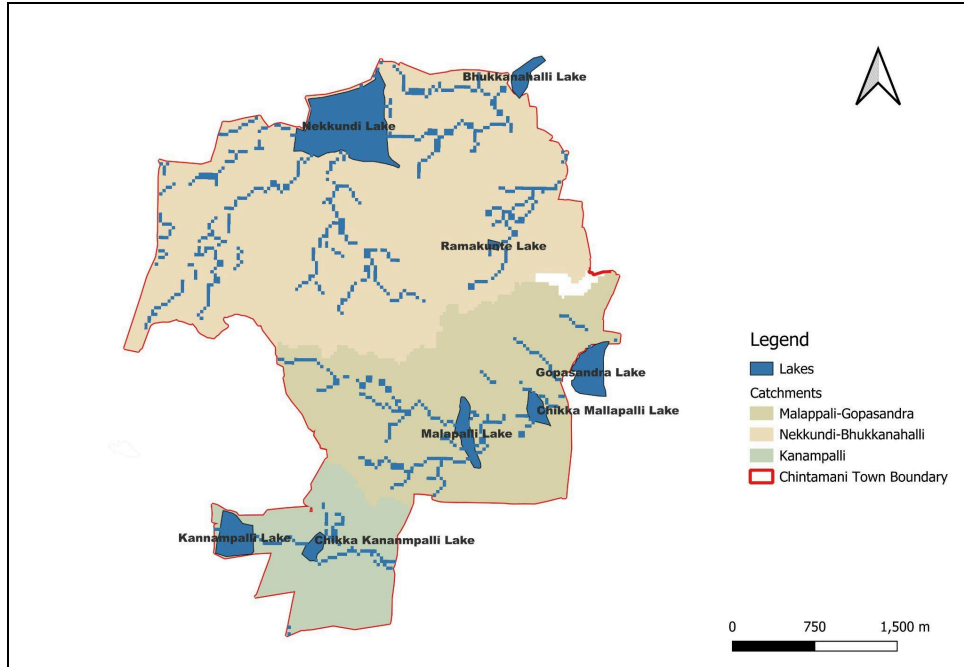 Bhukkanahalli Lake
Nekkundi Lake
Ramakunte Lake
Gopasandra Lake
Chikka Mallapalli Lake
Malapalli Lake
Kannampalli Lake
Chikka Kananmpalli Lake
Legend
Lakes
Catchments
Malappali-Gopasandra
Nekkundi-Bhukkanahalli
Kanampalli
Chintamani Town Boundary
0 750 1,500 m